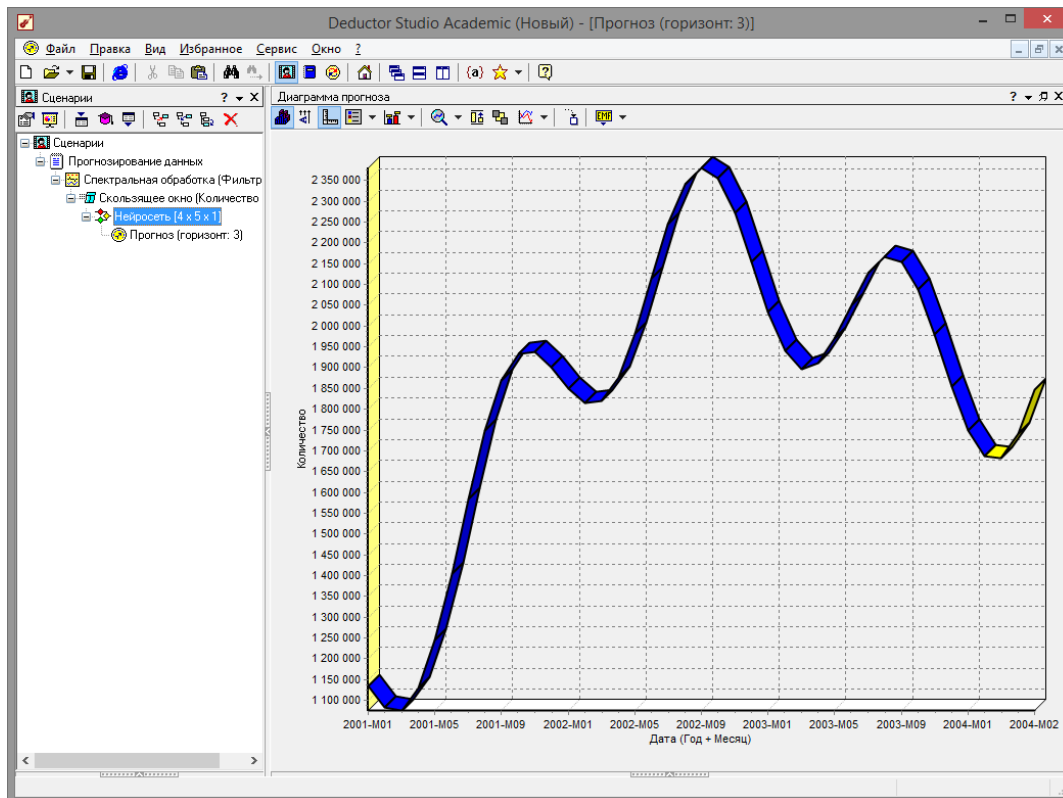 Deductor Studio Academic (Новый) - [Прогноз (горизонт: 3)]
Файл Правка Вид Избранное Сервис Окно ?
Сценарии
Диаграмма прогноза
Сценарии
Прогнозирование данных
Спектральная обработка (Фильтр
Скользящее окно (Количество
Нейросеть [4 x 5 x 1]
Прогноз (горизонт: 3)
EMF
Количество
2 350 000
2 300 000
2 250 000
2 200 000
2 150 000
2 100 000
2 050 000
2 000 000
1 950 000
1 900 000
1 850 000
1 800 000
1 750 000
1 700 000
1 650 000
1 600 000
1 550 000
1 500 000
1 450 000
1 400 000
1 350 000
1 300 000
1 250 000
1 200 000
1 150 000
1 100 000
2001-M01 2001-M05 2001-M09 2002-M01 2002-M05 2002-M09 2003-M01 2003-M05 2003-M09 2004-M01 2004-M02
Дата (Год + Месяц)